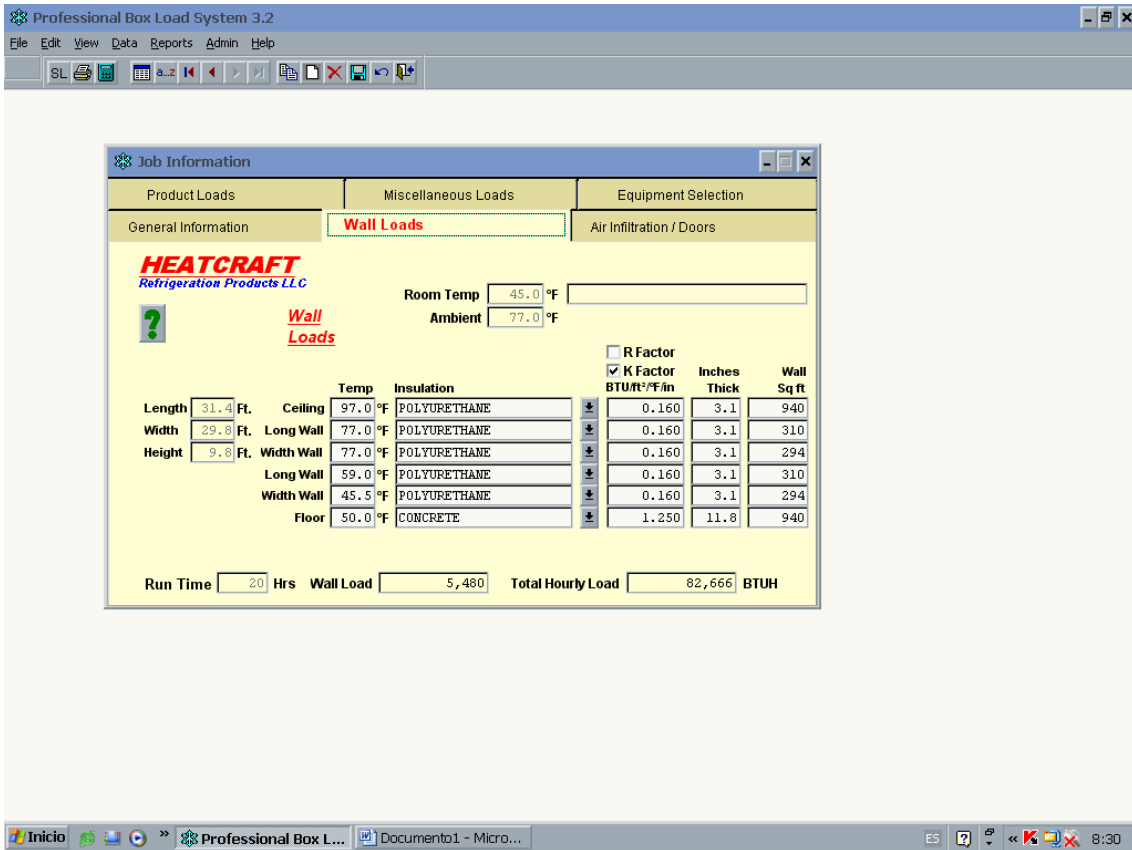 Professional Box Load System 3.2
File Edit View Data Reports Admin Help
SL a...z
Job Information
Product Loads Miscellaneous Loads Equipment Selection
General Information Wall Loads Air Infiltration / Doors
HEATCRAFT
Refrigeration Products LLC
Room Temp 45.0 °F
? Wall Ambient 77.0 °F
Loads
R Factor
K Factor Inches Wall
Temp Insulation BTU/ft²/°F/in Thick Sq ft
Length 31.4 Ft. Ceiling 97.0 °F POLYURETHANE 0.160 3.1 940
Width 29.8 Ft. Long Wall 77.0 °F POLYURETHANE 0.160 3.1 310
Height 9.8 Ft. Width Wall 77.0 °F POLYURETHANE 0.160 3.1 294
Long Wall 59.0 °F POLYURETHANE 0.160 3.1 310
Width Wall 45.5 °F POLYURETHANE 0.160 3.1 294
Floor 50.0 °F CONCRETE 1.250 11.8 940
Run Time 20 Hrs Wall Load 5,480 Total Hourly Load 82,666 BTUH
Inicio » Professional Box L... Documento1 - Micro... ES ? « K 8:30